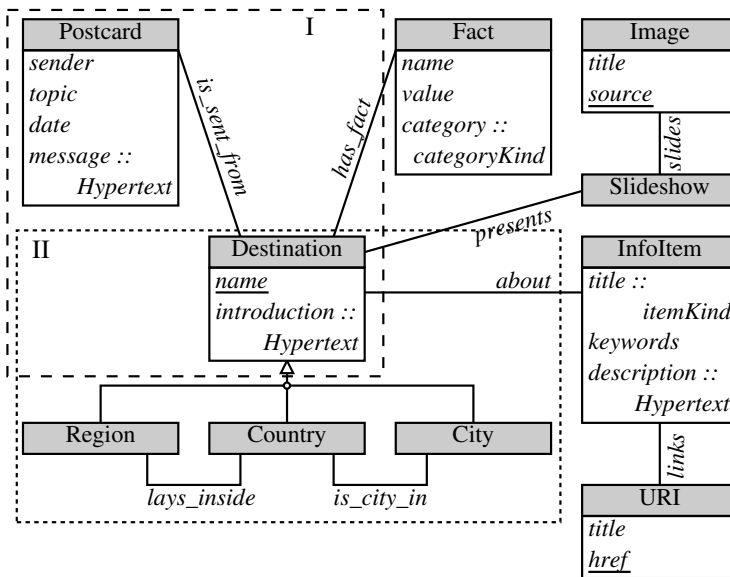 I
Postcard
sender
topic
date
message ::
Hypertext
is_sent_from
has_fact
Fact
name
value
category ::
categoryKind
Image
title
source
slides
Slideshow
presents
II
Destination
name
introduction ::
Hypertext
about
InfoItem
title ::
itemKind
keywords
description ::
Hypertext
Region
Country
City
lays_inside
is_city_in
links
URI
title
href